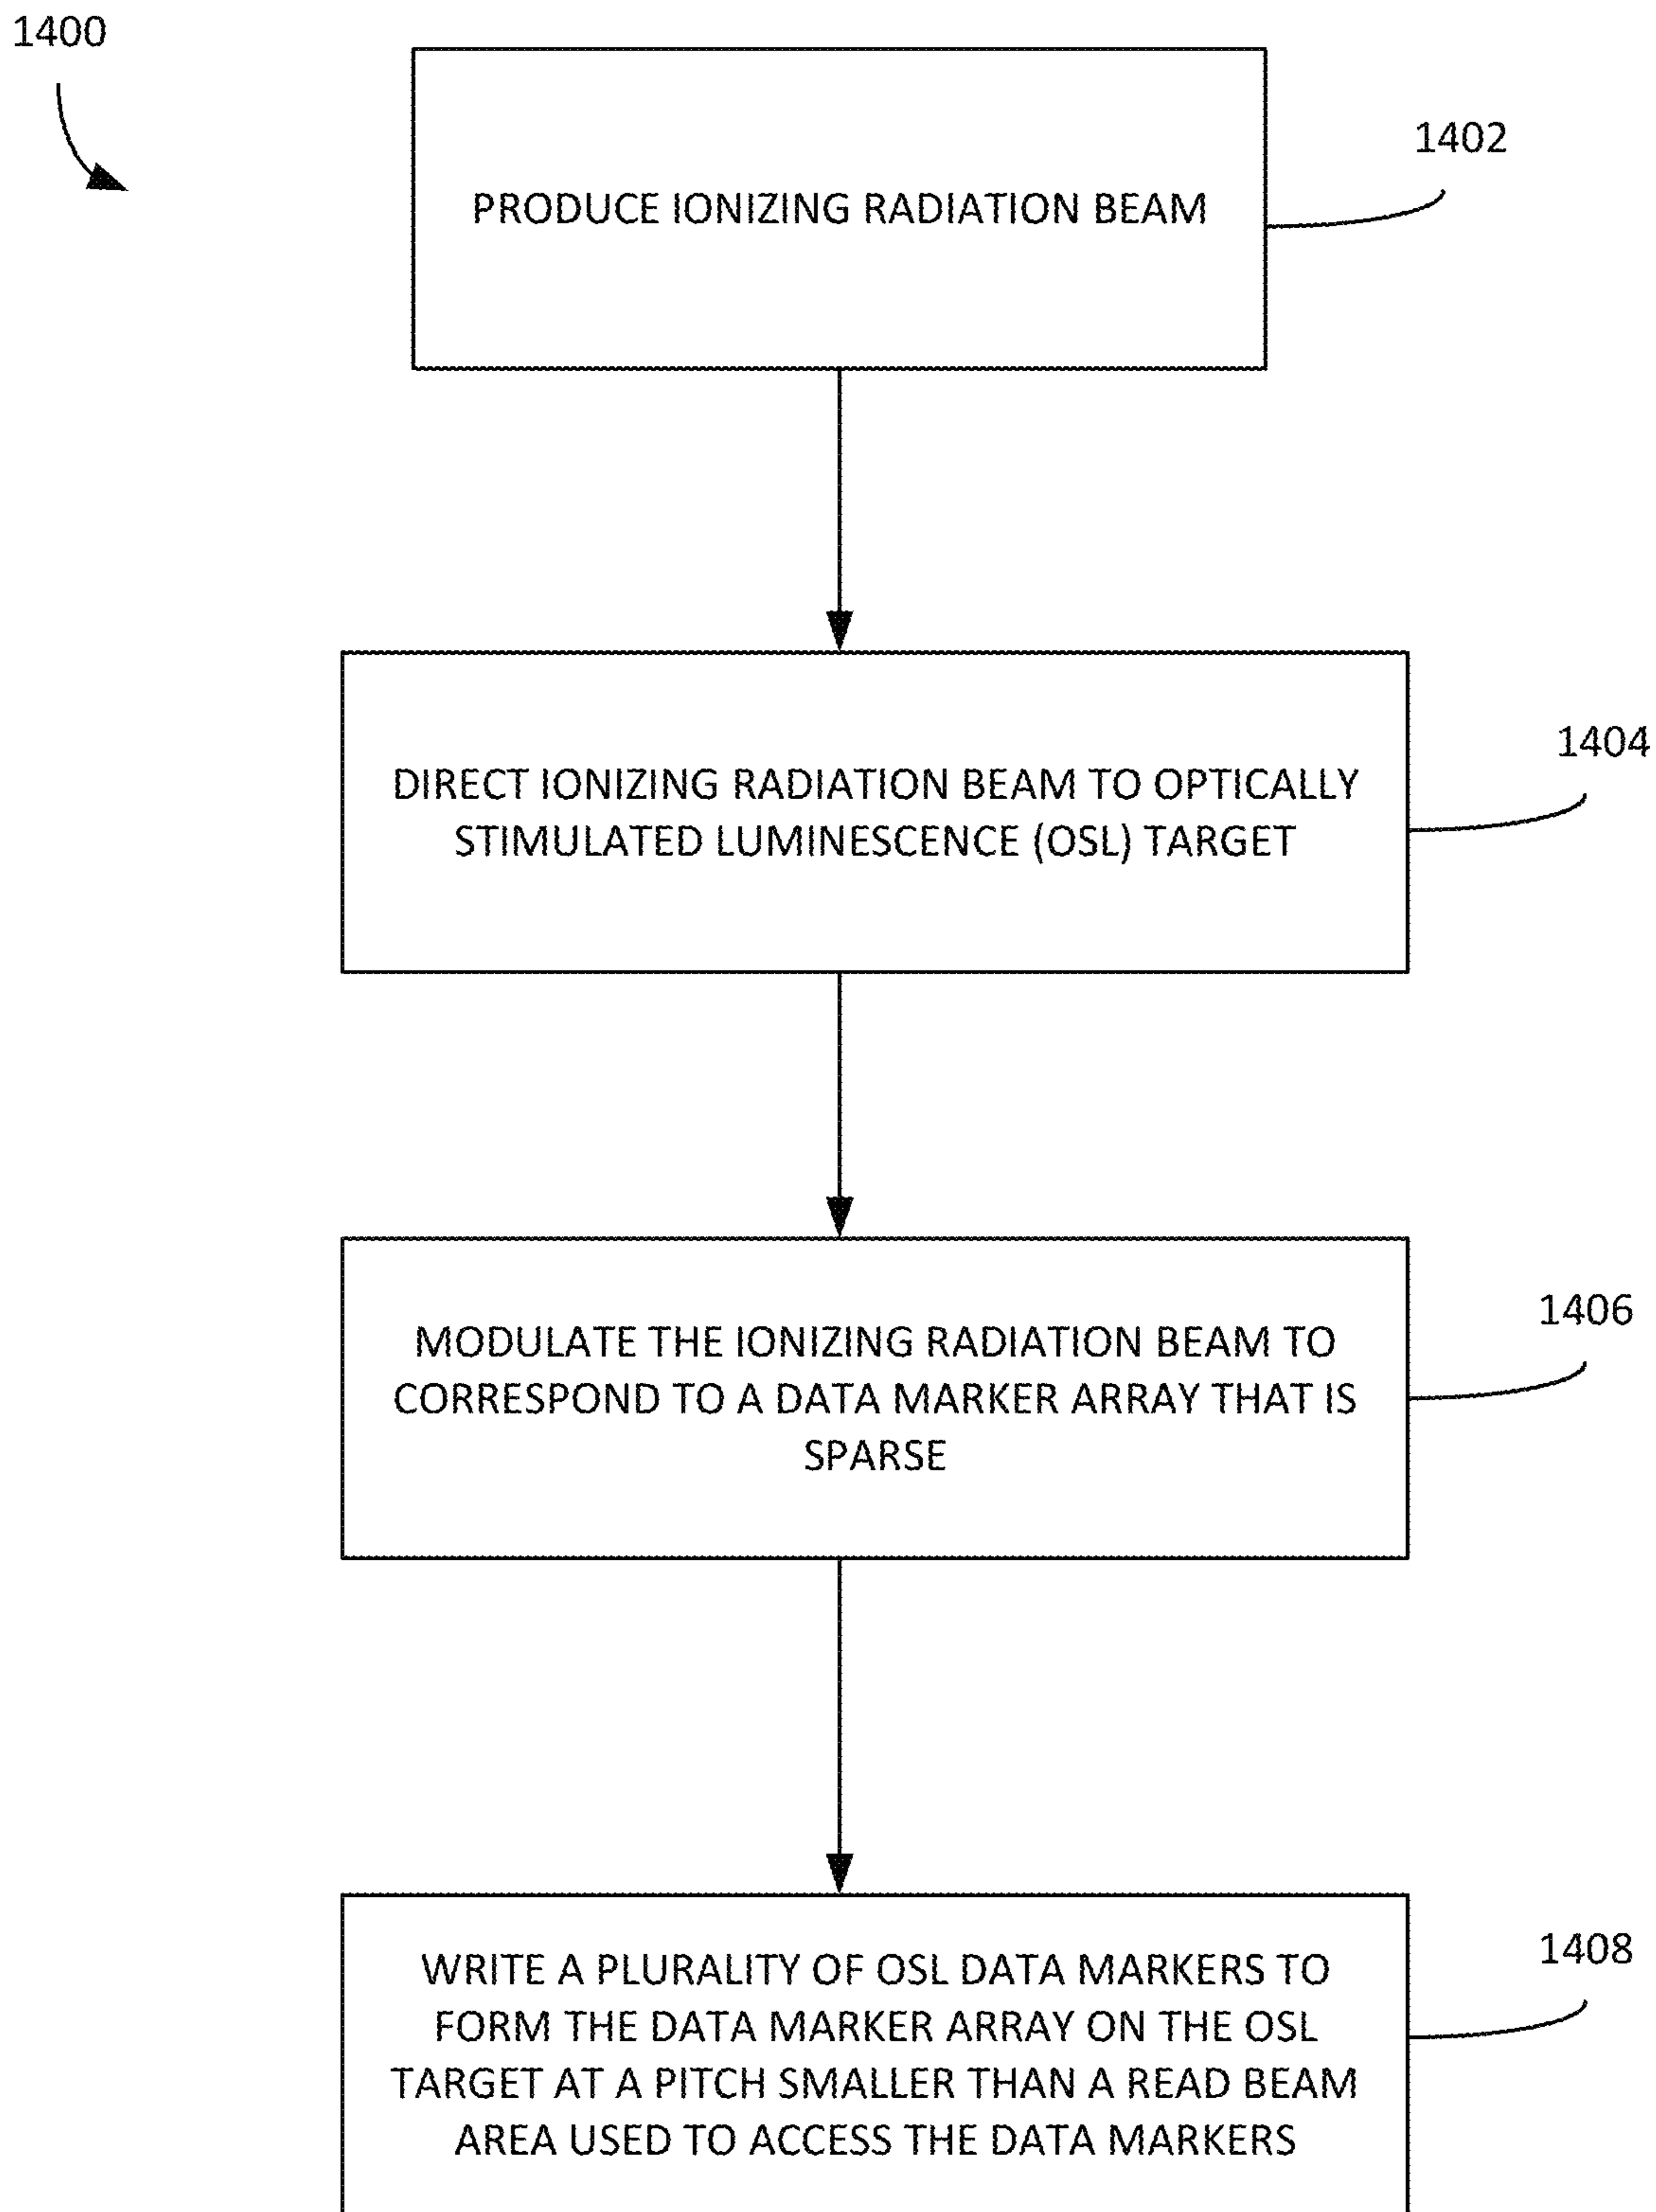 1400
1402
PRODUCE IONIZING RADIATION BEAM
1404
DIRECT IONIZING RADIATION BEAM TO OPTICALLY
STIMULATED LUMINESCENCE (OSL) TARGET
1406
MODULATE THE IONIZING RADIATION BEAM TO
CORRESPOND TO A DATA MARKER ARRAY THAT IS
SPARSE
1408
WRITE A PLURALITY OF OSL DATA MARKERS TO
FORM THE DATA MARKER ARRAY ON THE OSL
TARGET AT A PITCH SMALLER THAN A READ BEAM
AREA USED TO ACCESS THE DATA MARKERS